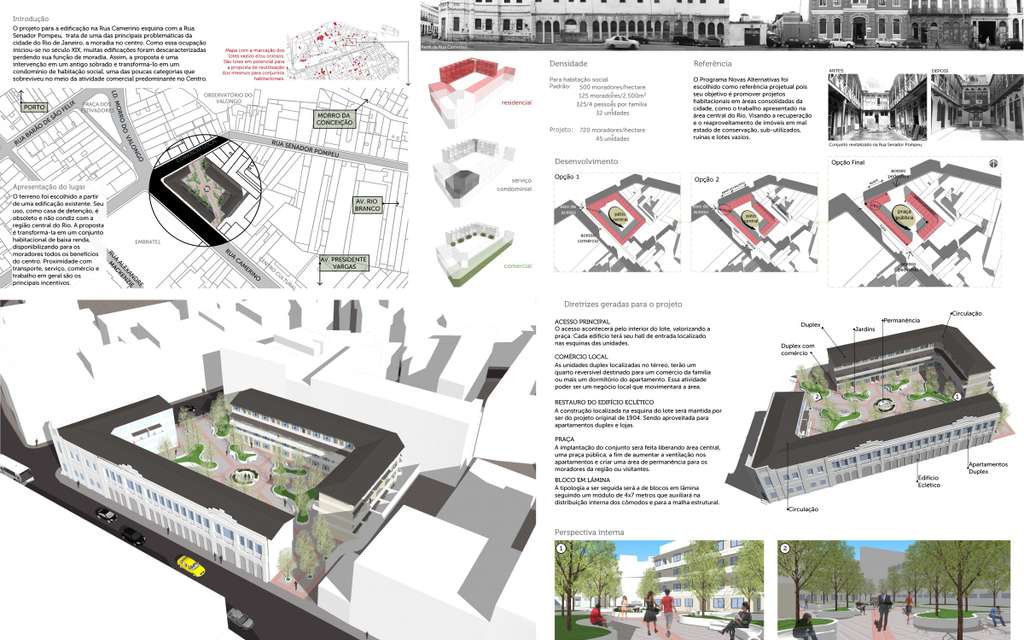 Introdução
O projeto para a edificação na Rua Camerino esquina com a Rua
Senador Pompeu, trata de uma das principais problemáticas da
cidade do Rio de Janeiro, a moradia no centro. Como essa ocupação
iniciou-se no século XIX, muitas edificações foram descaracterizadas
perdendo sua função de moradia. Assim, a proposta é uma
intervenção em um antigo sobrado e transformá-lo em um
condomínio de habitação social, uma das poucas categorias que
sobreviveu no meio da atividade comercial predominante no Centro.
Mapa com a marcação dos
lotes vazios e/ou ociosos.
São lotes em potencial para
a proposta de reutilização
dos mesmos para conjuntos
habitacionais.
PORTO
PRAÇA DOS
ESTIVADORES
RUA BARÃO DE SÃO FELIX
LD. MORRO DO VALONGO
OBSERVATÓRIO DO
VALONGO
MORRO DA
CONCEIÇÃO
RUA SENADOR POMPEU
AV. RIO
BRANCO
Apresentação do lugar
O terreno foi escolhido a partir
de uma edificação existente. Seu
uso, como casa de detenção, é
obsoleto e não condiz com a
região central do Rio. A proposta
é transforma-la em um conjunto
habitacional de baixa renda,
disponibilizando para os
moradores todos os benefícios
do centro. Proximidade com
transporte, serviço, comércio e
trabalho em geral são os
principais incentivos.
EMBRATEL
RUA ALEXANDRE
MACKENZIE
RUA CAMERINO
AV. PRESIDENTE
VARGAS
Perfil da Rua Camerino
residencial
serviço
condominial
comercial
Densidade
Para habitação social
Padrão: 500 moradores/hectare
125 moradores/2.500m²
125/4 pessoas por família
32 unidades
Projeto: 720 moradores/hectare
45 unidades
Referência
O Programa Novas Alternativas foi
escolhido como referência projetual pois
seu objetivo é promover projetos
habitacionais em áreas consolidadas da
cidade, como o trabalho apresentado na
área central do Rio. Visando a recuperação
e o reaproveitamento de imóveis em mal
estado de conservação, sub-utilizados,
ruínas e lotes vazios.
ANTES
DEPOIS
Conjunto revitalizado na Rua Senador Pompeu
Desenvolvimento
Opção 1
pátio
central
acesso
comércio
Opção 2
pátio
central
Opção Final
acesso
pedestre
praça
pública
Diretrizes geradas para o projeto
ACESSO PRINCIPAL
O acesso acontecerá pelo interior do lote, valorizando a
praça. Cada edifício terá seu hall de entrada localizado
nas esquinas das unidades.
COMÉRCIO LOCAL
As unidades duplex localizadas no térreo, terão um
quarto reversível destinado para um comércio da família
ou mais um dormitório do apartamento. Essa atividade
poder ser um negócio local que movimentará a área.
RESTAURO DO EDIFÍCIO ECLÉTICO
A construção localizada na esquina do lote será mantida por
ser do projeto original de 1904. Sendo aproveitada para
apartamentos duplex e lojas.
PRAÇA
A implantação do conjunto será feita liberando área central,
uma praça pública, a fim de aumentar a ventilação nos
apartamentos e criar uma área de permanência para os
moradores da região ou visitantes.
BLOCO EM LÂMINA
A tipologia a ser seguida será a de blocos em lâmina
seguindo um módulo de 4x7 metros que auxiliará na
distribuição interna dos cômodos e para a malha estrutural.
Circulação
Permanência
Duplex
Jardins
Duplex com
comércio
2
1
Apartamentos
Duplex
Edifício
Eclético
Circulação
Perspectiva interna
1
2